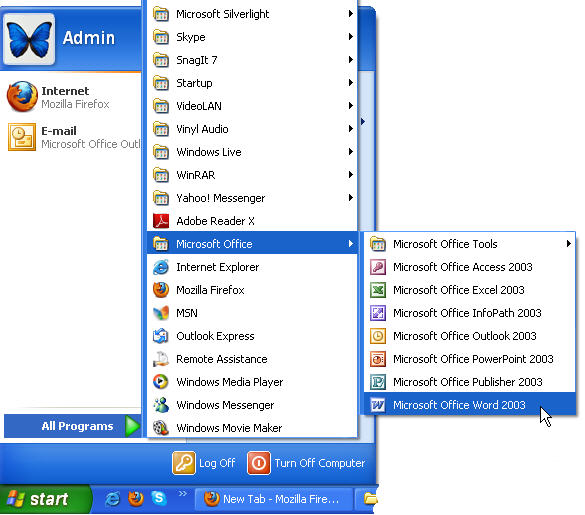 Admin
Internet
Mozilla Firefox
E-mail
Microsoft Office Outl
All Programs
Microsoft Silverlight
Skype
SnagIt 7
Startup
VideoLAN
Vinyl Audio
Windows Live
WinRAR
Yahoo! Messenger
Adobe Reader X
Microsoft Office
Internet Explorer
Mozilla Firefox
MSN
Outlook Express
Remote Assistance
Windows Media Player
Windows Messenger
Windows Movie Maker
Microsoft Office Tools
Microsoft Office Access 2003
Microsoft Office Excel 2003
Microsoft Office InfoPath 2003
Microsoft Office Outlook 2003
Microsoft Office PowerPoint 2003
Microsoft Office Publisher 2003
Microsoft Office Word 2003
Log Off
Turn Off Computer
start
New Tab - Mozilla Fire...